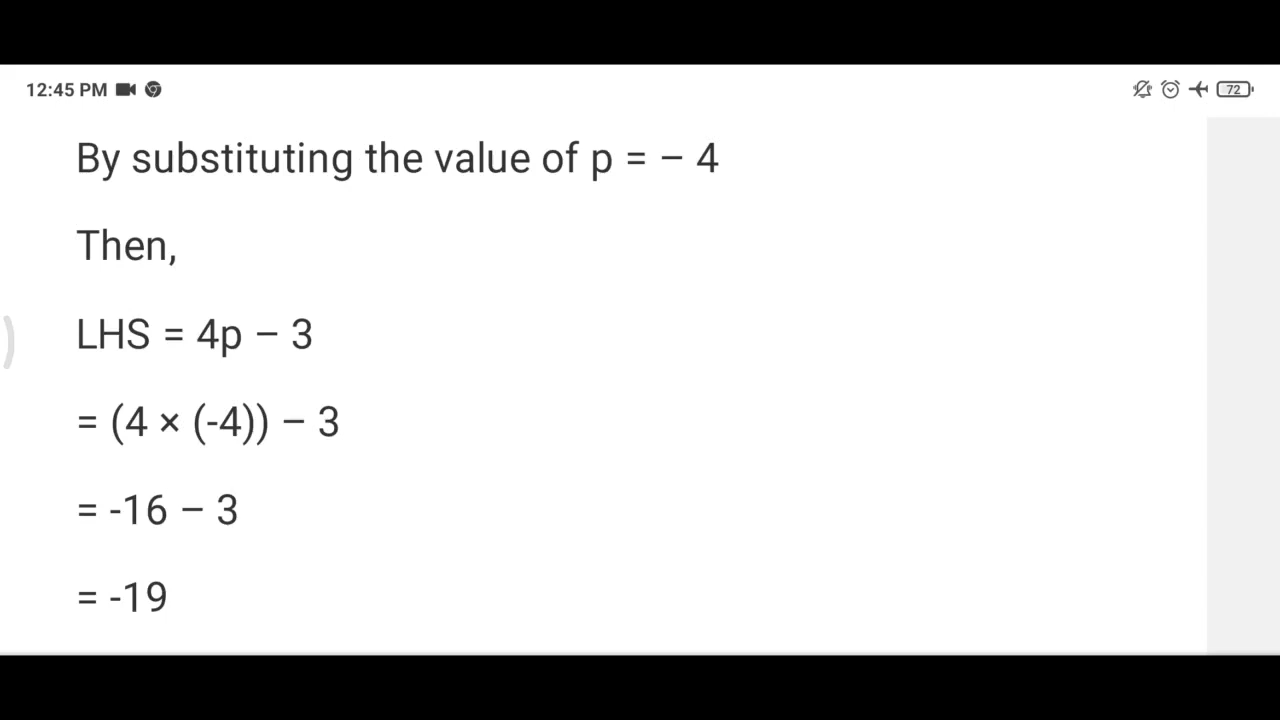 12:45 PM
72
By substituting the value of p = – 4
Then,
LHS = 4p – 3
= (4 × (-4)) – 3
= -16 – 3
= -19